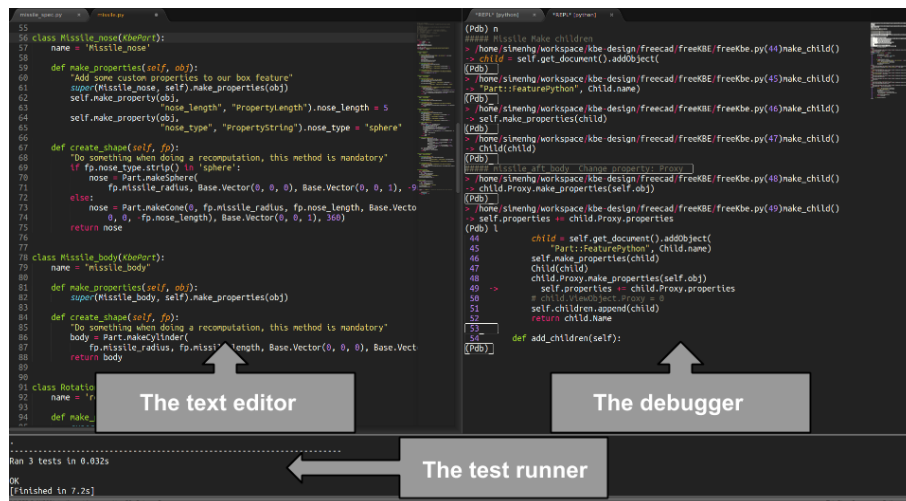 missile_spec.py × missile.py ×
55
56 class Missile_nose(KbePart):
57 name = 'Missile_nose'
58
59 def make_properties(self, obj):
60 "Add some custom properties to our box feature"
61 super(Missile_nose, self).make_properties(obj)
62 self.make_property(obj,
63 "nose_length", "PropertyLength").nose_length = 5
64 self.make_property(obj,
65 "nose_type", "PropertyString").nose_type = "sphere"
66
67 def create_shape(self, fp):
68 "Do something when doing a recomputation, this method is mandatory"
69 if fp.nose_type.strip() in 'sphere':
70 nose = Part.makeSphere(
71 fp.missile_radius, Base.Vector(0, 0, 0), Base.Vector(0, 0, 1), -9
72 else:
73 nose = Part.makeCone(0, fp.missile_radius, fp.nose_length, Base.Vecto
74 0, 0, -fp.nose_length), Base.Vector(0, 0, 1), 360)
75 return nose
76
77
78 class Missile_body(KbePart):
79 name = "missile_body"
80
81 def make_properties(self, obj):
82 super(Missile_body, self).make_properties(obj)
83
84 def create_shape(self, fp):
85 "Do something when doing a recomputation, this method is mandatory"
86 body = Part.makeCylinder(
87 fp.missile_radius, fp.missile_length, Base.Vector(0, 0, 0), Base.Vect
88 return body
89
90
91 class Rotatio
92 name = 'r
93
94 def make_
The text editor
*REPL* [python] × *REPL* [python] ×
(Pdb) n
##### Missile Make children
> /home/simenhg/workspace/kbe-design/freecad/freeKBE/freeKbe.py(44)make_child()
-> child = self.get_document().addObject(
(Pdb)
> /home/simenhg/workspace/kbe-design/freecad/freeKBE/freeKbe.py(45)make_child()
-> "Part::FeaturePython", Child.name)
(Pdb)
> /home/simenhg/workspace/kbe-design/freecad/freeKBE/freeKbe.py(46)make_child()
-> self.make_properties(child)
(Pdb)
> /home/simenhg/workspace/kbe-design/freecad/freeKBE/freeKbe.py(47)make_child()
-> Child(child)
(Pdb)
##### missile_aft_body Change property: Proxy
> /home/simenhg/workspace/kbe-design/freecad/freeKBE/freeKbe.py(48)make_child()
-> child.Proxy.make_properties(self.obj)
(Pdb)
> /home/simenhg/workspace/kbe-design/freecad/freeKBE/freeKbe.py(49)make_child()
-> self.properties += child.Proxy.properties
(Pdb) l
44 child = self.get_document().addObject(
45 "Part::FeaturePython", Child.name)
46 self.make_properties(child)
47 Child(child)
48 child.Proxy.make_properties(self.obj)
49 -> self.properties += child.Proxy.properties
50 # child.ViewObject.Proxy = 0
51 self.children.append(child)
52 return child.Name
53
54 def add_children(self):
(Pdb)
The debugger
.
----------------------------------------------------------------------
Ran 3 tests in 0.032s
OK
[Finished in 7.2s]
The test runner